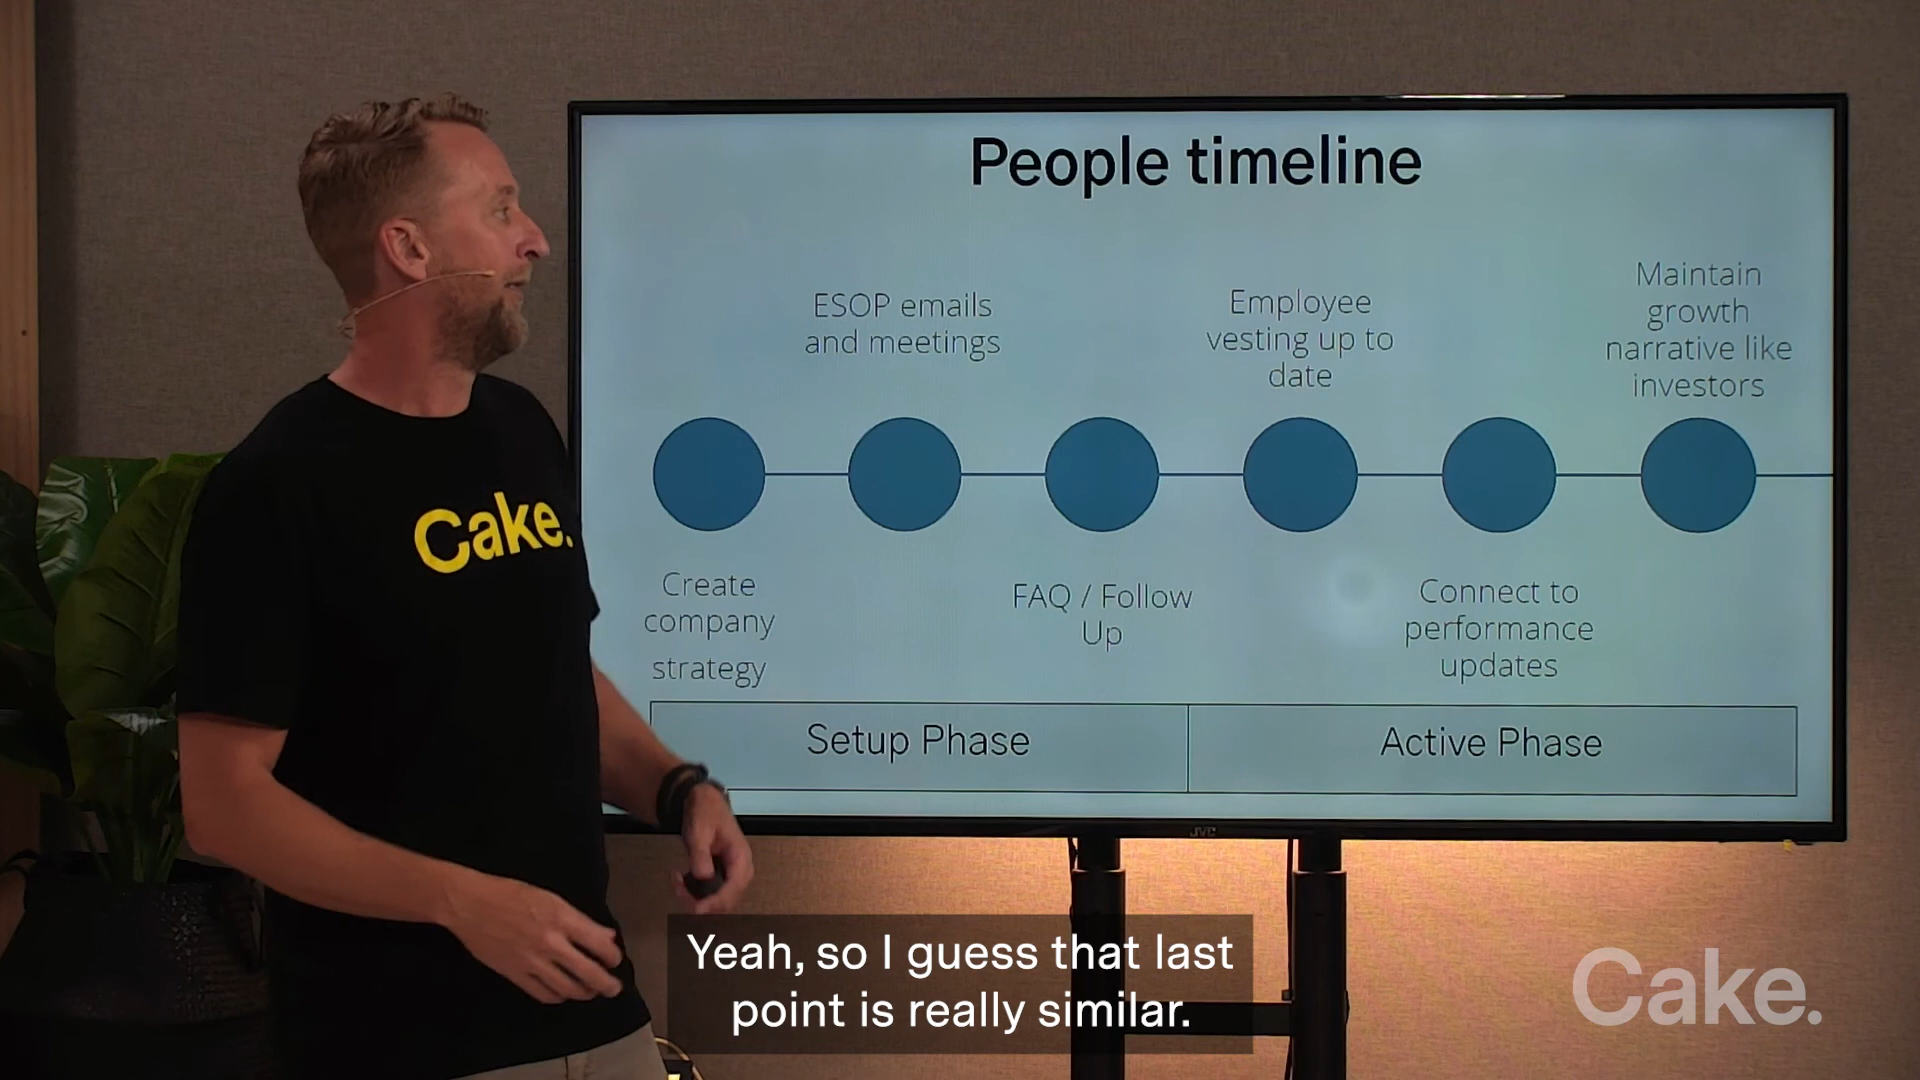 People timeline
ESOP emails
and meetings
Employee
vesting up to
date
Maintain
growth
narrative like
investors
Create
company
strategy
FAQ / Follow
Up
Connect to
performance
updates
Setup Phase
Active Phase
Cake.
JVC
Yeah, so I guess that last
point is really similar.
Cake.